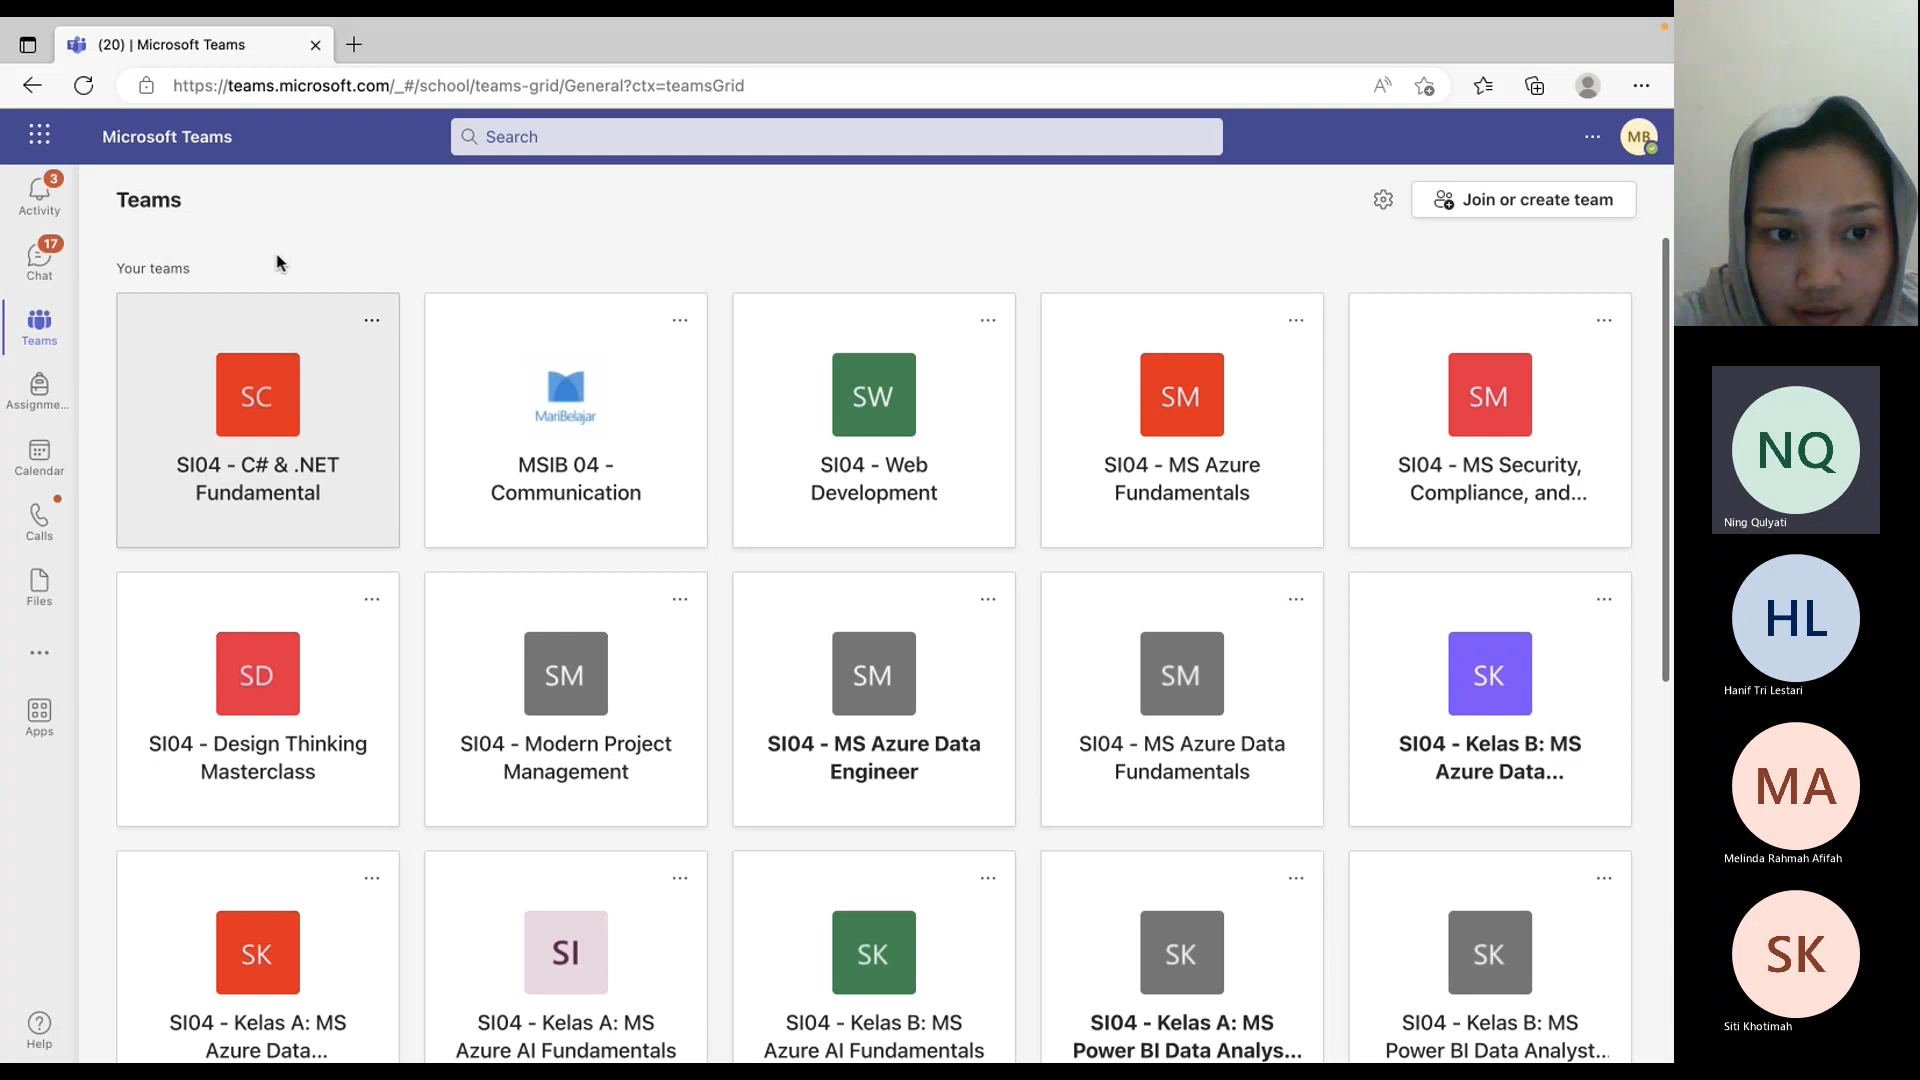 (20) | Microsoft Teams
https://teams.microsoft.com/_#/school/teams-grid/General?ctx=teamsGrid
Microsoft Teams
Search
MB
3
Activity
17
Chat
Teams
Assignme...
Calendar
Calls
Files
Apps
Help
Teams
Join or create team
Your teams
SC
SI04 - C# & .NET
Fundamental
MariBelajar
MSIB 04 -
Communication
SW
SI04 - Web
Development
SM
SI04 - MS Azure
Fundamentals
SM
SI04 - MS Security,
Compliance, and...
SD
SI04 - Design Thinking
Masterclass
SM
SI04 - Modern Project
Management
SM
SI04 - MS Azure Data
Engineer
SM
SI04 - MS Azure Data
Fundamentals
SK
SI04 - Kelas B: MS
Azure Data...
SK
SI04 - Kelas A: MS
Azure Data...
SI
SI04 - Kelas A: MS
Azure AI Fundamentals
SK
SI04 - Kelas B: MS
Azure AI Fundamentals
SK
SI04 - Kelas A: MS
Power BI Data Analys...
SK
SI04 - Kelas B: MS
Power BI Data Analyst...
NQ
Ning Qulyati
HL
Hanif Tri Lestari
MA
Melinda Rahmah Afifah
SK
Siti Khotimah